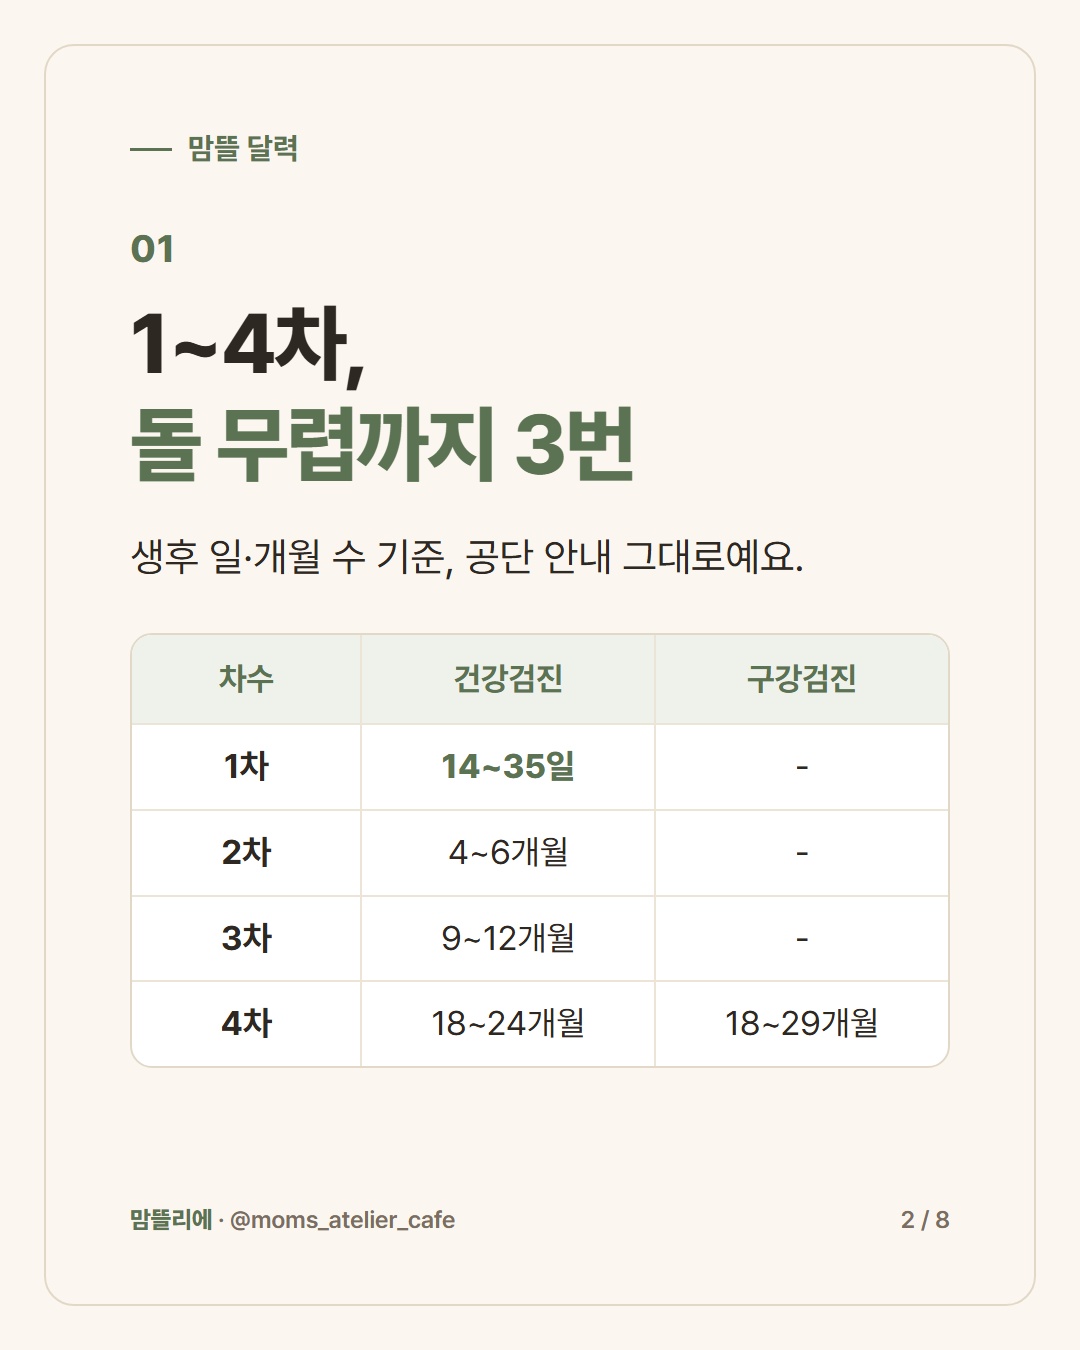 맘뜰 달력
01
1~4차,
돌 무렵까지 3번
생후 일·개월 수 기준, 공단 안내 그대로예요.
차수 건강검진 구강검진
1차 14~35일 -
2차 4~6개월 -
3차 9~12개월 -
4차 18~24개월 18~29개월
맘뜰리에 · @moms_atelier_cafe 2 / 8